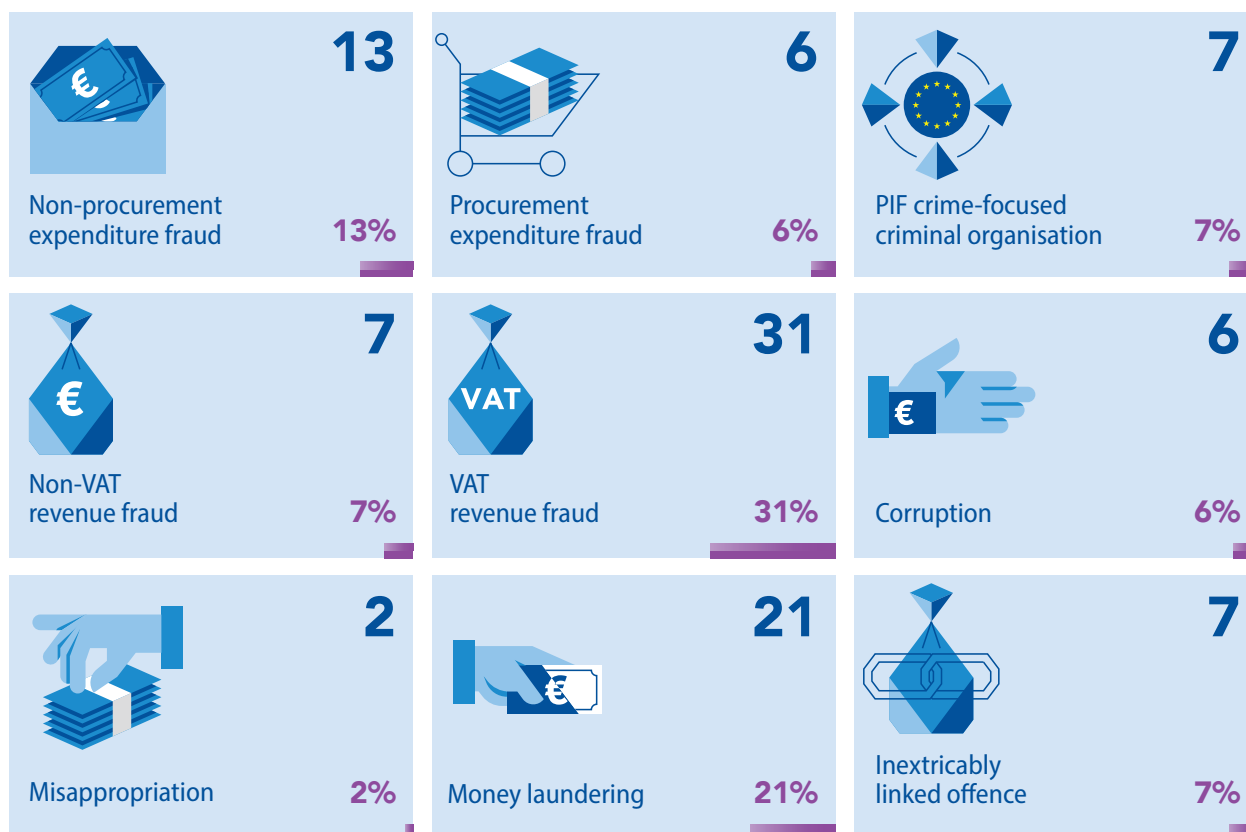 13
€
Non-procurement
expenditure fraud
13%
6
Procurement
expenditure fraud
6%
7
PIF crime-focused
criminal organisation
7%
7
€
Non-VAT
revenue fraud
7%
31
VAT
VAT
revenue fraud
31%
6
€
Corruption
6%
2
Misappropriation
2%
21
€
Money laundering
21%
7
Inextricably
linked offence
7%